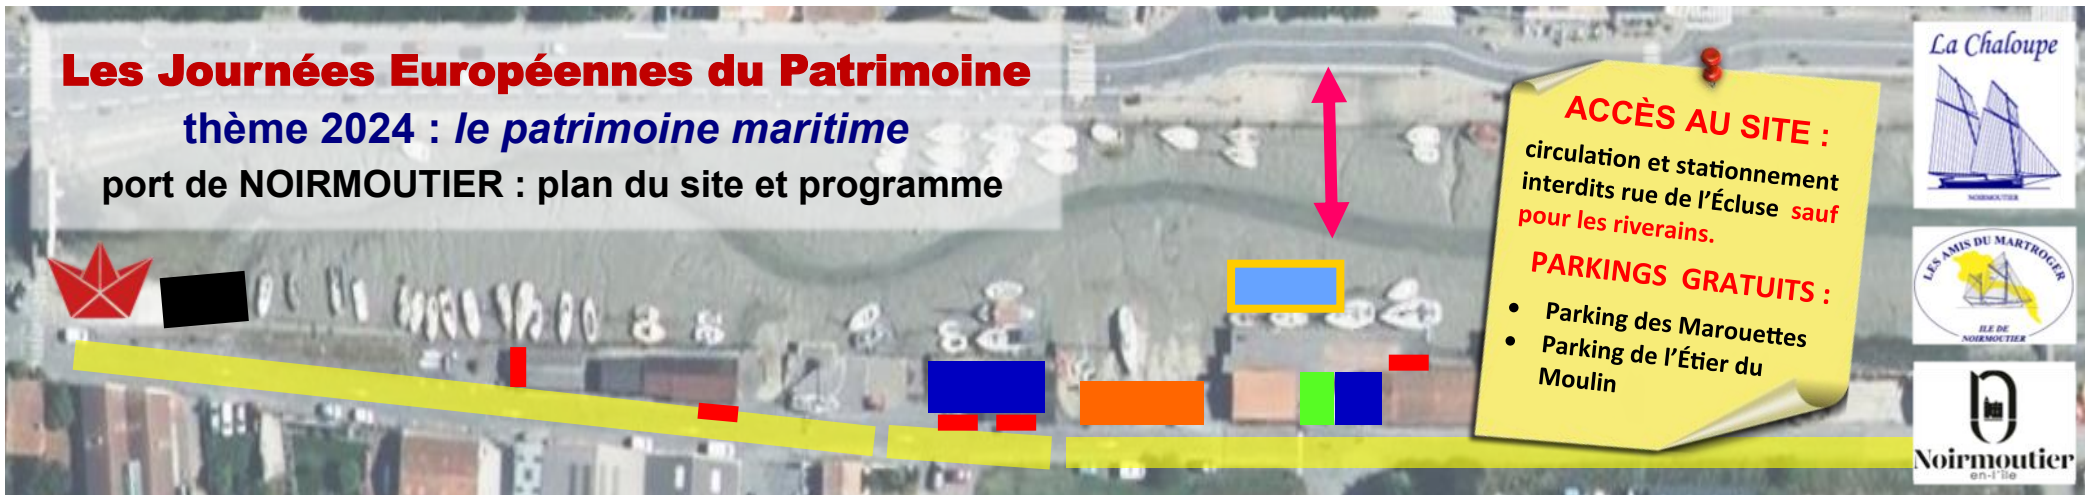 Les Journées Européennes du Patrimoine
thème 2024 : le patrimoine maritime
port de NOIRMOUTIER : plan du site et programme
ACCÈS AU SITE :
circulation et stationnement
interdits rue de l'Écluse sauf
pour les riverains.
PARKINGS GRATUITS :
• Parking des Marouettes
• Parking de l'Étier du
Moulin
La Chaloupe
NOIRMOUTIER
LES AMIS DU MARTROGER
ILE DE
NOIRMOUTIER
Noirmoutier
en-l'île